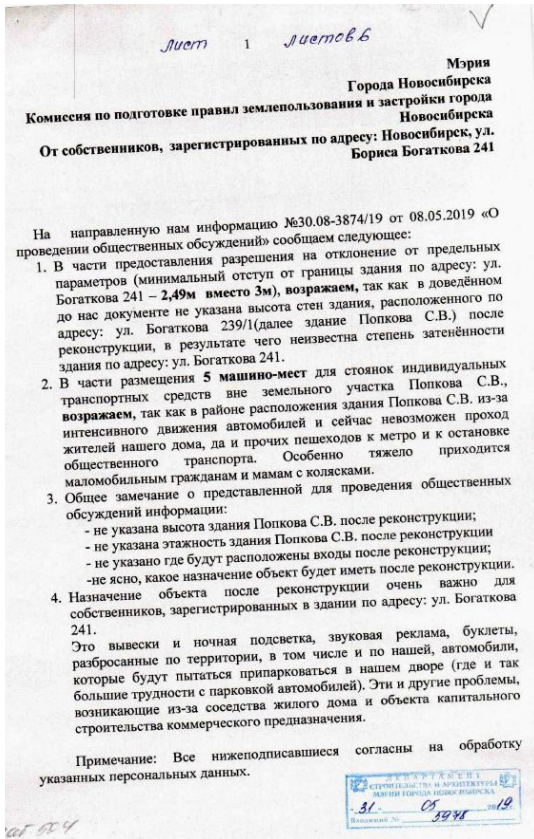 Лист 1 Листов 6
Мэрия
Города Новосибирска
Комиссия по подготовке правил землепользования и застройки города
Новосибирска
От собственников, зарегистрированных по адресу: Новосибирск, ул.
Бориса Богаткова 241
На направленную нам информацию №30.08-3874/19 от 08.05.2019 «О
проведении общественных обсуждений» сообщаем следующее:
1. В части предоставления разрешения на отклонение от предельных
параметров (минимальный отступ от границы здания по адресу: ул.
Богаткова 241 – 2,49м вместо 3м), возражаем, так как в доведённом
до нас документе не указана высота стен здания, расположенного по
адресу: ул. Богаткова 239/1(далее здание Попкова С.В.) после
реконструкции, в результате чего неизвестна степень затенённости
здания по адресу: ул. Богаткова 241.
2. В части размещения 5 машино-мест для стоянок индивидуальных
транспортных средств вне земельного участка Попкова С.В.,
возражаем, так как в районе расположения здания Попкова С.В. из-за
интенсивного движения автомобилей и сейчас невозможен проход
жителей нашего дома, да и прочих пешеходов к метро и к остановке
общественного транспорта. Особенно тяжело приходится
маломобильным гражданам и мамам с колясками.
3. Общее замечание о представленной для проведения общественных
обсуждений информации:
- не указана высота здания Попкова С.В. после реконструкции;
- не указана этажность здания Попкова С.В. после реконструкции
- не указано где будут расположены входы после реконструкции;
-не ясно, какое назначение объект будет иметь после реконструкции.
4. Назначение объекта после реконструкции очень важно для
собственников, зарегистрированных в здании по адресу: ул. Богаткова
241.
Это вывески и ночная подсветка, звуковая реклама, буклеты,
разбросанные по территории, в том числе и по нашей, автомобили,
которые будут пытаться припарковаться в нашем дворе (где и так
большие трудности с парковкой автомобилей). Эти и другие проблемы,
возникающие из-за соседства жилого дома и объекта капитального
строительства коммерческого предназначения.
Примечание: Все нижеподписавшиеся согласны на обработку
указанных персональных данных.
ДЕПАРТАМЕНТ
СТРОИТЕЛЬСТВА И АРХИТЕКТУРЫ
МЭРИИ ГОРОДА НОВОСИБИРСКА
"31" 05 2019г.
Входящий № 5978